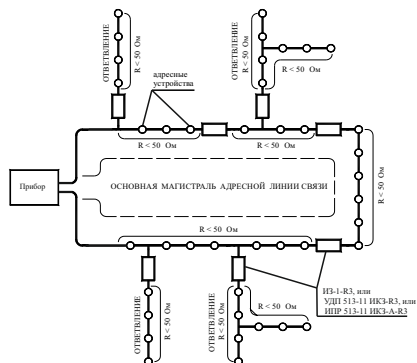 ОТВЕТВЛЕНИЕ
R < 50 Ом
ОТВЕТВЛЕНИЕ
R < 50 Ом
R < 50 Ом
адресные
устройства
R < 50 Ом
R < 50 Ом
R < 50 Ом
Прибор
ОСНОВНАЯ МАГИСТРАЛЬ АДРЕСНОЙ ЛИНИИ СВЯЗИ
R < 50 Ом
ОТВЕТВЛЕНИЕ
R < 50 Ом
ОТВЕТВЛЕНИЕ
R < 50 Ом
R < 50 Ом
ИЗ-1-R3, или
УДП 513-11 ИКЗ-R3, или
ИПР 513-11 ИКЗ-А-R3